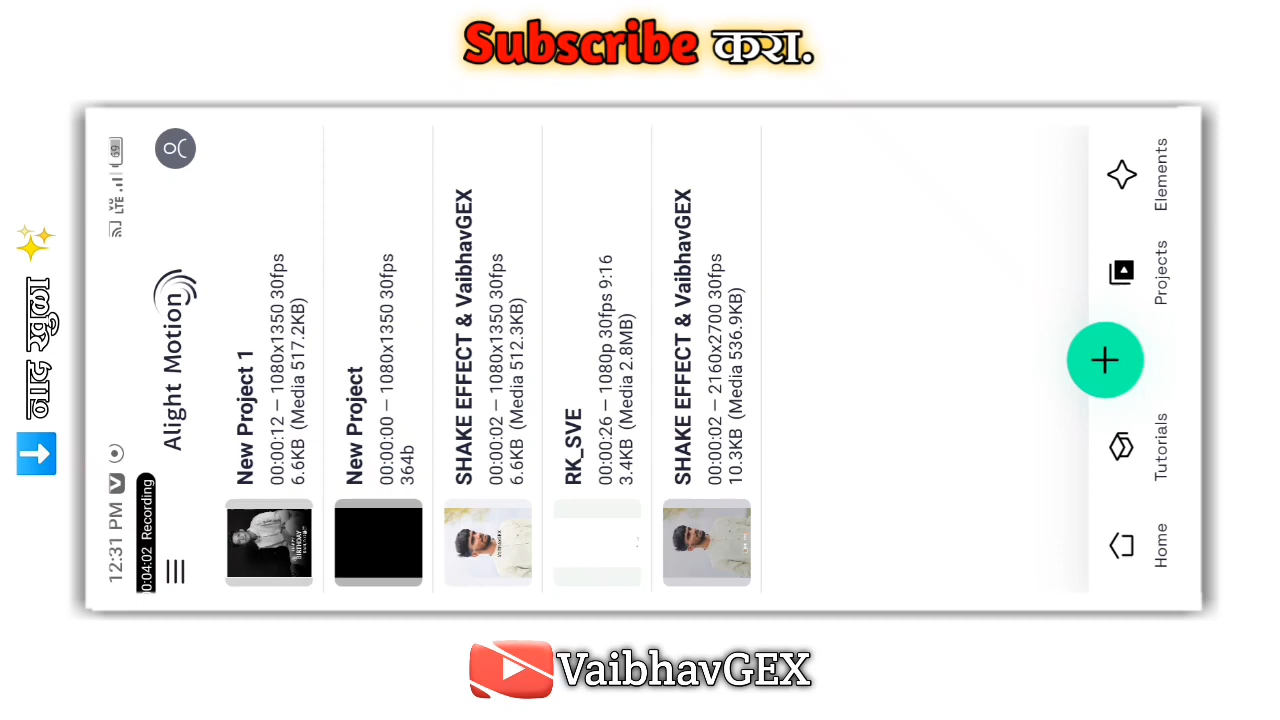 Subscribe करा.
12:31 PM
LTE
69
0:04:02 Recording
Alight Motion
New Project 1
00:00:12 – 1080x1350 30fps
6.6KB (Media 517.2KB)
New Project
00:00:00 – 1080x1350 30fps
364b
SHAKE EFFECT & VaibhavGEX
00:00:02 – 1080x1350 30fps
6.6KB (Media 512.3KB)
RK_SVE
00:00:26 – 1080p 30fps 9:16
3.4KB (Media 2.8MB)
SHAKE EFFECT & VaibhavGEX
00:00:02 – 2160x2700 30fps
10.3KB (Media 536.9KB)
Home
Tutorials
Projects
Elements
VaibhavGEX